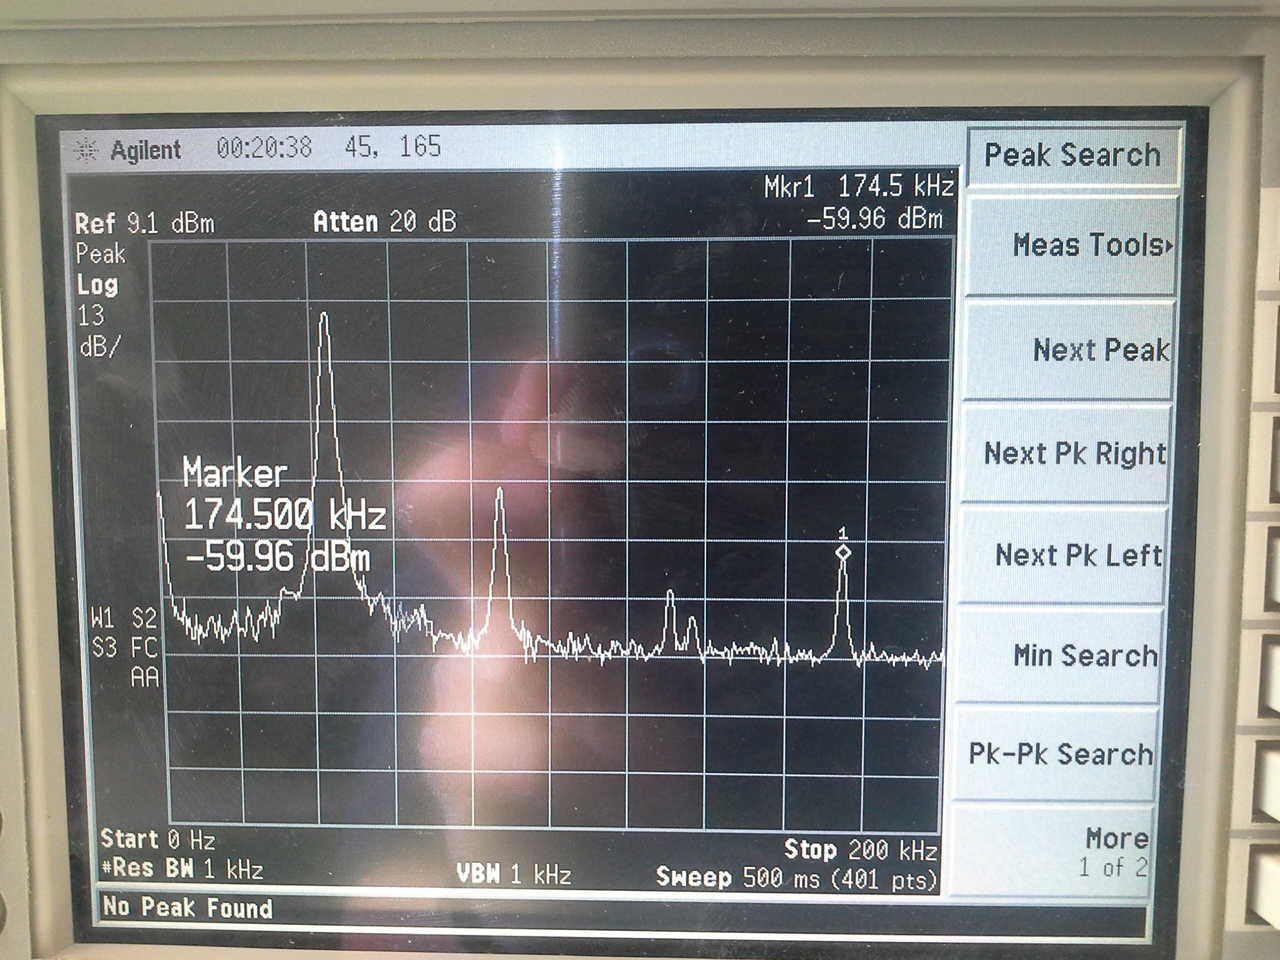 Agilent 00:20:38 45, 165
Mkr1 174.5 kHz
Ref 9.1 dBm Atten 20 dB -59.96 dBm
Peak
Log
13
dB/
Marker
174.500 kHz
-59.96 dBm
1
W1 S2
S3 FC
AA
Start 0 Hz Stop 200 kHz
#Res BW 1 kHz VBW 1 kHz Sweep 500 ms (401 pts)
No Peak Found
Peak Search
Meas Tools
Next Peak
Next Pk Right
Next Pk Left
Min Search
Pk-Pk Search
More
1 of 2